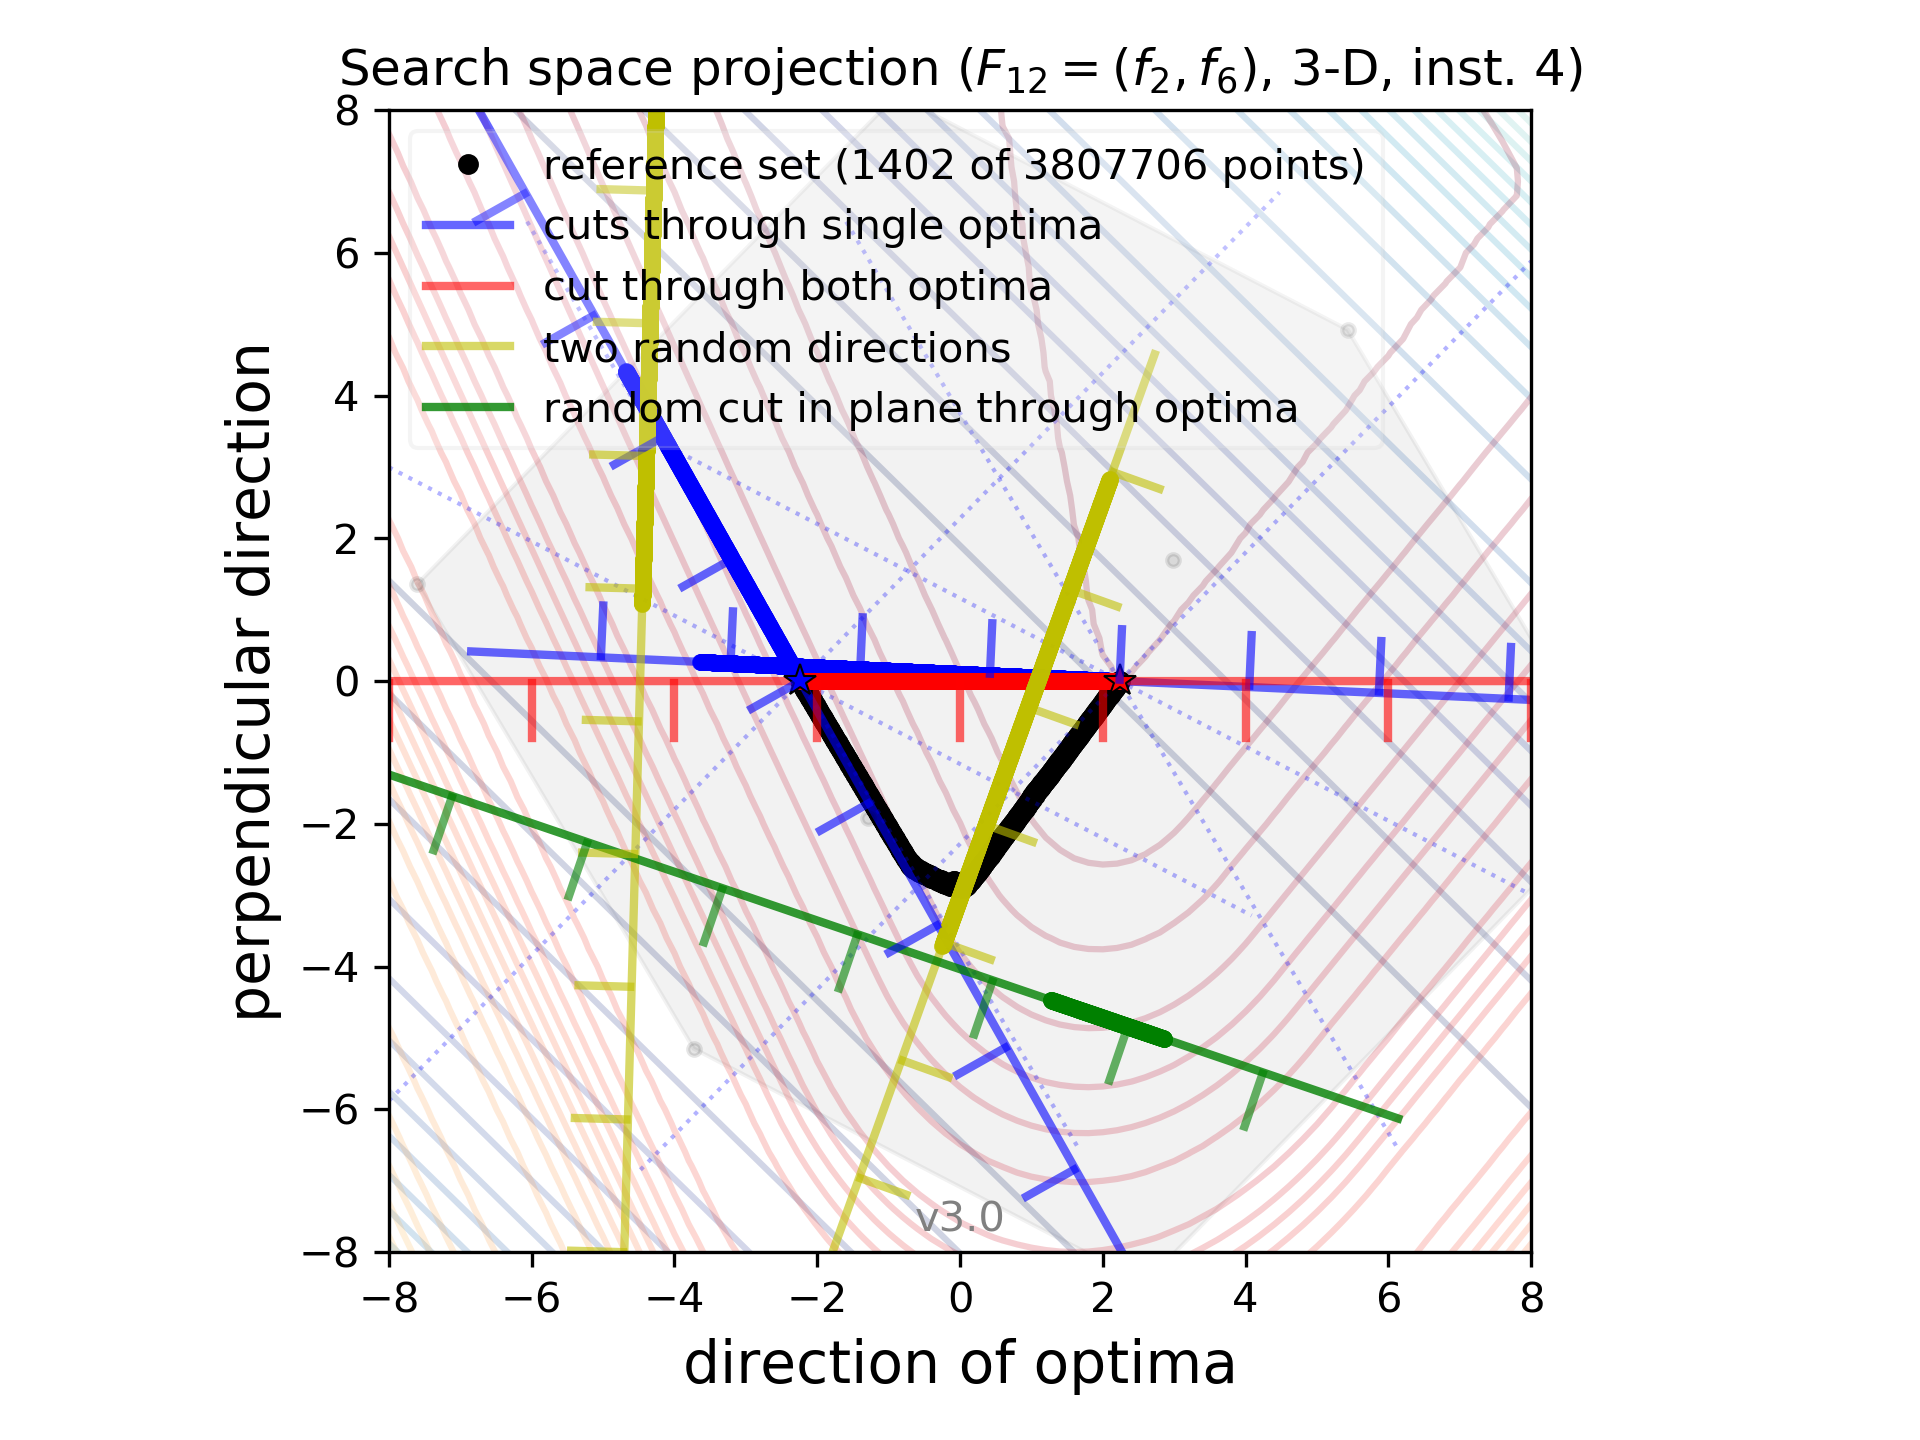 Search space projection (F₁₂ = (f₂, f₆), 3-D, inst. 4)
8
6
4
2
0
−2
−4
−6
−8
perpendicular direction
reference set (1402 of 3807706 points)
cuts through single optima
cut through both optima
two random directions
random cut in plane through optima
v3.0
−8 −6 −4 −2 0 2 4 6 8
direction of optima